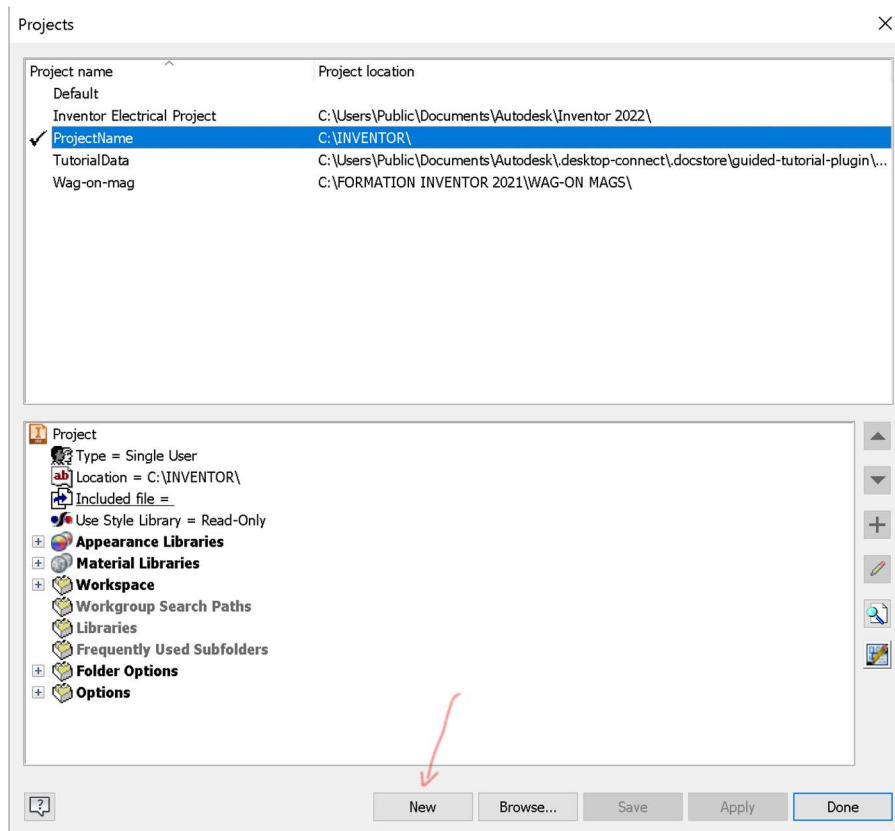 Projects
Project name Project location
Default
Inventor Electrical Project C:\Users\Public\Documents\Autodesk\Inventor 2022\
ProjectName C:\INVENTOR\
TutorialData C:\Users\Public\Documents\Autodesk\.desktop-connect\.docstore\guided-tutorial-plugin\...
Wag-on-mag C:\FORMATION INVENTOR 2021\WAG-ON MAGS\
Project
Type = Single User
Location = C:\INVENTOR\
Included file =
Use Style Library = Read-Only
Appearance Libraries
Material Libraries
Workspace
Workgroup Search Paths
Libraries
Frequently Used Subfolders
Folder Options
Options
New Browse... Save Apply Done